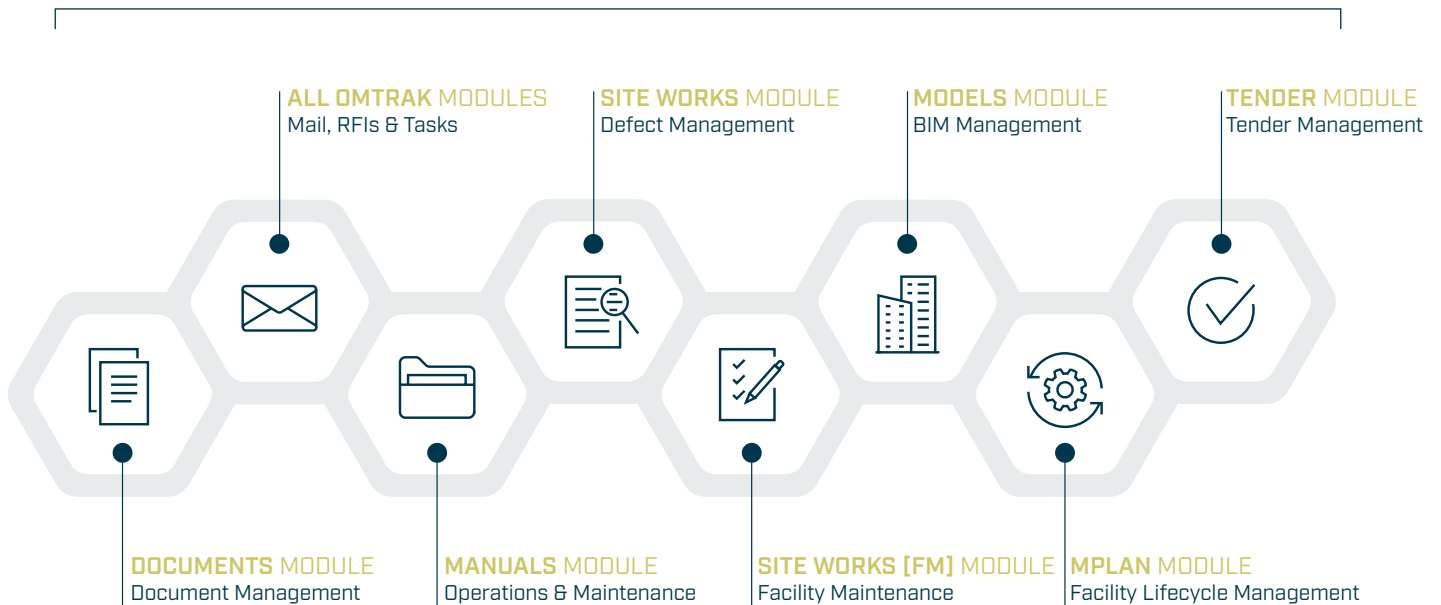 ALL OMTRAK MODULES
Mail, RFIs & Tasks
SITE WORKS MODULE
Defect Management
MODELS MODULE
BIM Management
TENDER MODULE
Tender Management
DOCUMENTS MODULE
Document Management
MANUALS MODULE
Operations & Maintenance
SITE WORKS [FM] MODULE
Facility Maintenance
MPLAN MODULE
Facility Lifecycle Management